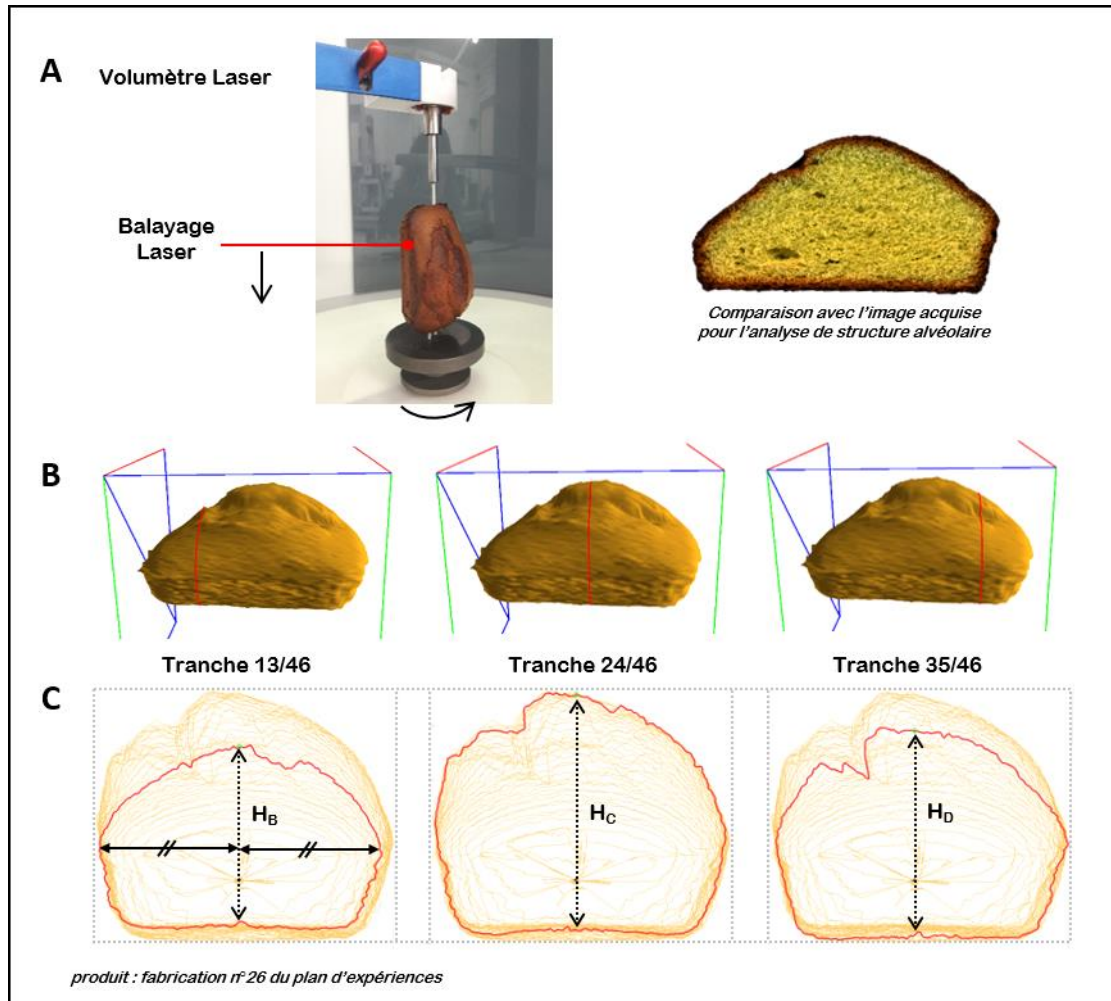 A
Volumètre Laser
Balayage
Laser
Comparaison avec l'image acquise
pour l'analyse de structure alvéolaire
B
Tranche 13/46
Tranche 24/46
Tranche 35/46
C
HB
HC
HD
produit : fabrication n°26 du plan d'expériences